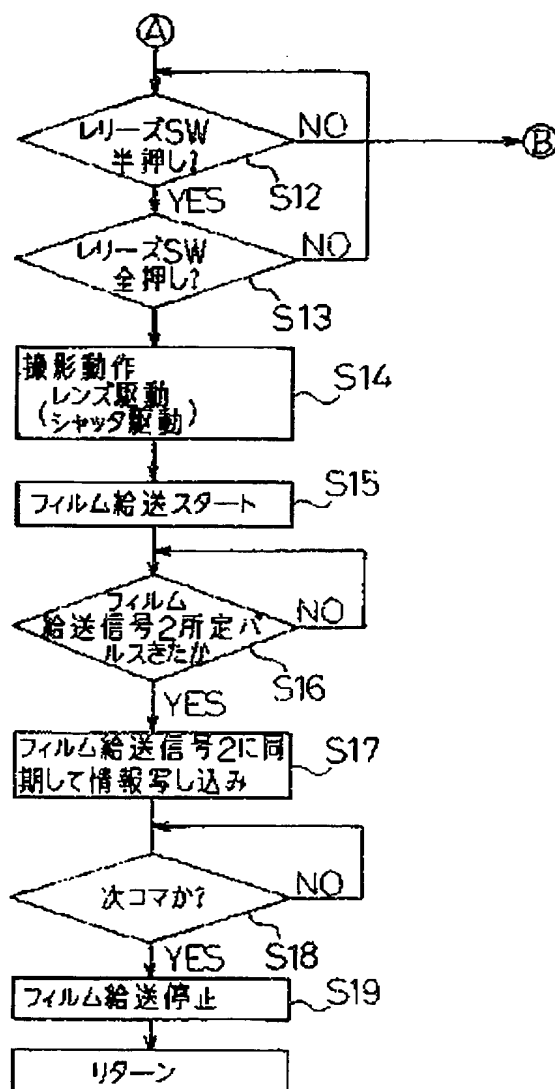 A
レリーズSW
半押し?
NO
B
S12
YES
レリーズSW
全押し?
NO
S13
撮影動作
(レンズ駆動
シャッタ駆動)
S14
フィルム給送スタート
S15
フィルム
給送信号2所定パ
ルスきたか
NO
S16
YES
フィルム給送信号2に同
期して情報写し込み
S17
次コマか?
NO
S18
YES
フィルム給送停止
S19
リターン